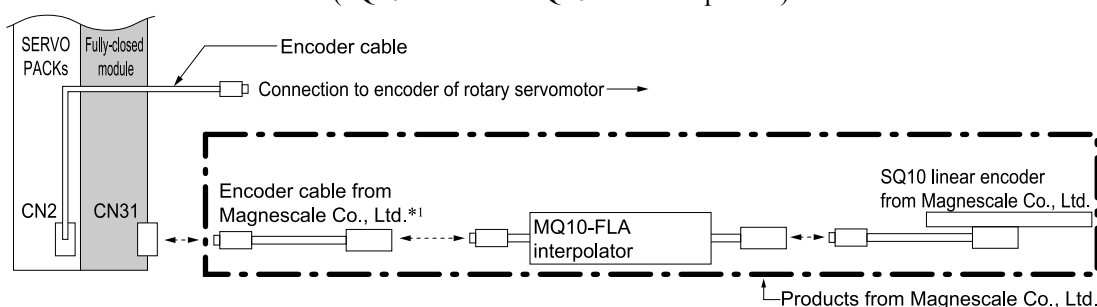 SERVO
PACKs
Fully-closed
module
Encoder cable
Connection to encoder of rotary servomotor
SQ10 linear encoder
from Magnescale Co., Ltd.
Encoder cable from
Magnescale Co., Ltd.*1
CN2
CN31
MQ10-FLA
interpolator
Products from Magnescale Co., Ltd.